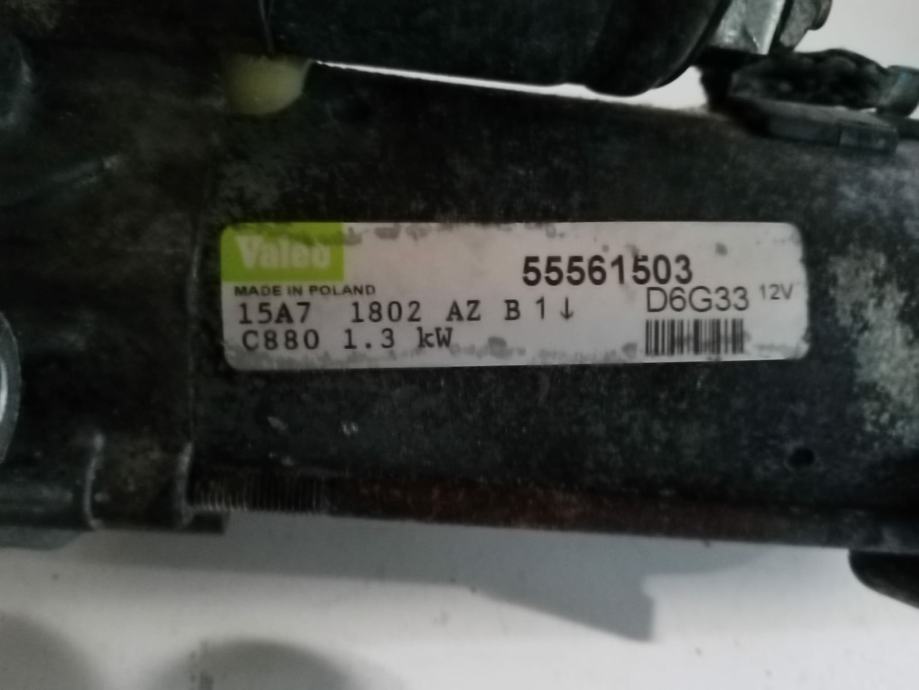 Valeo
55561503
MADE IN POLAND
D6G33 12V
15A7 1802 AZ B 1↓
C880 1.3 kW